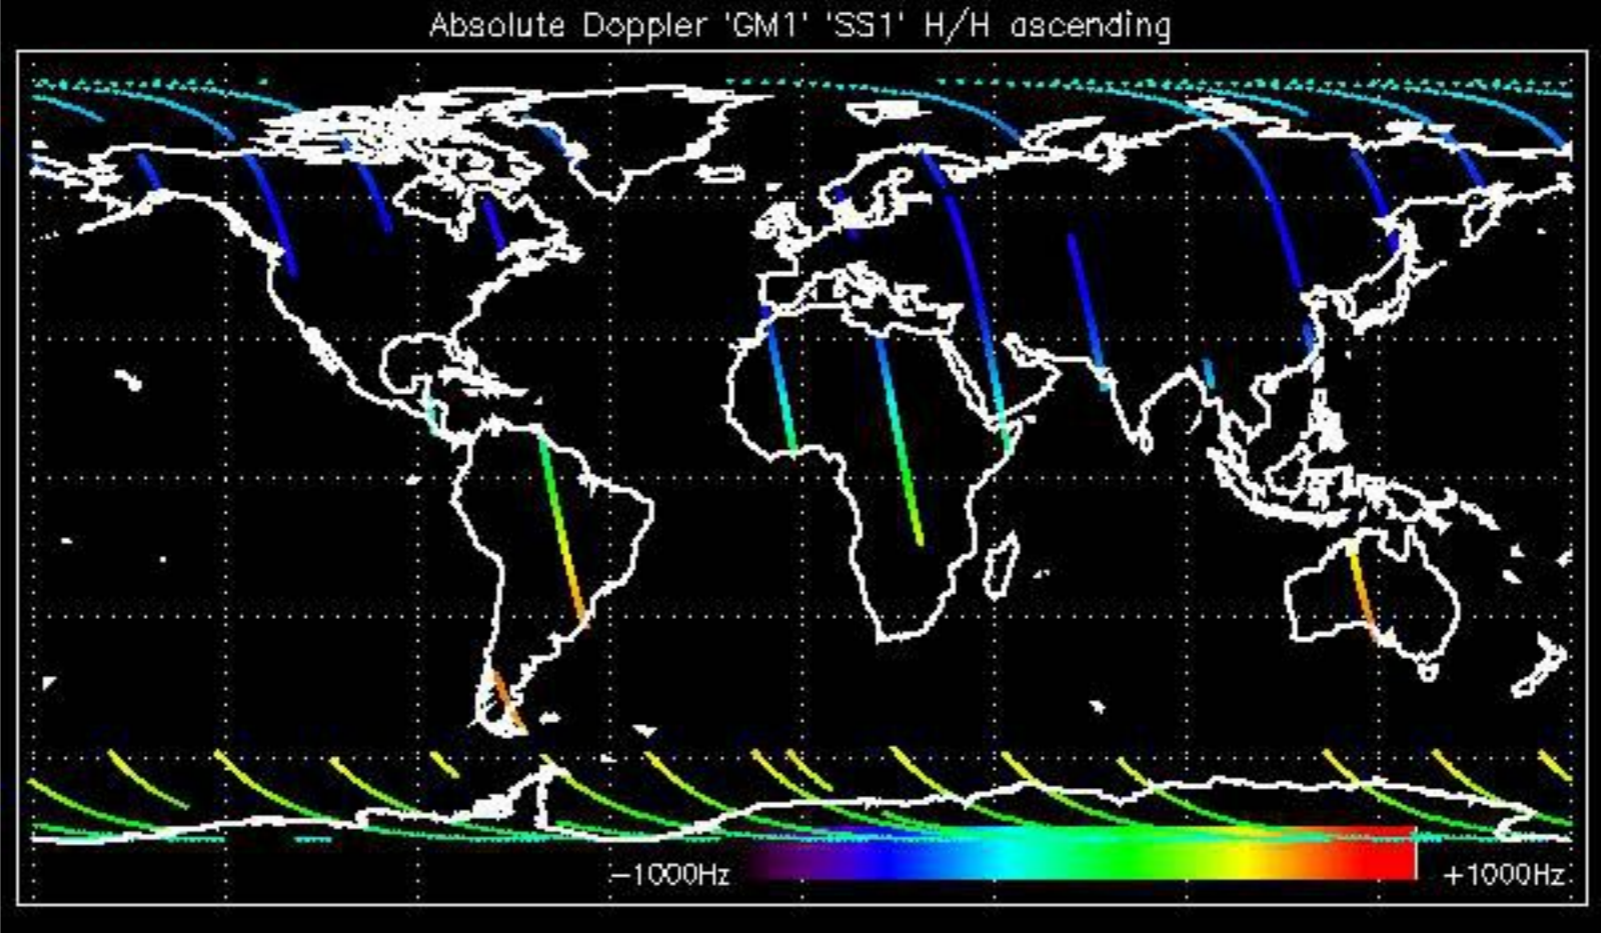 Absolute Doppler 'GM1' 'SS1' H/H ascending
−1000Hz +1000Hz